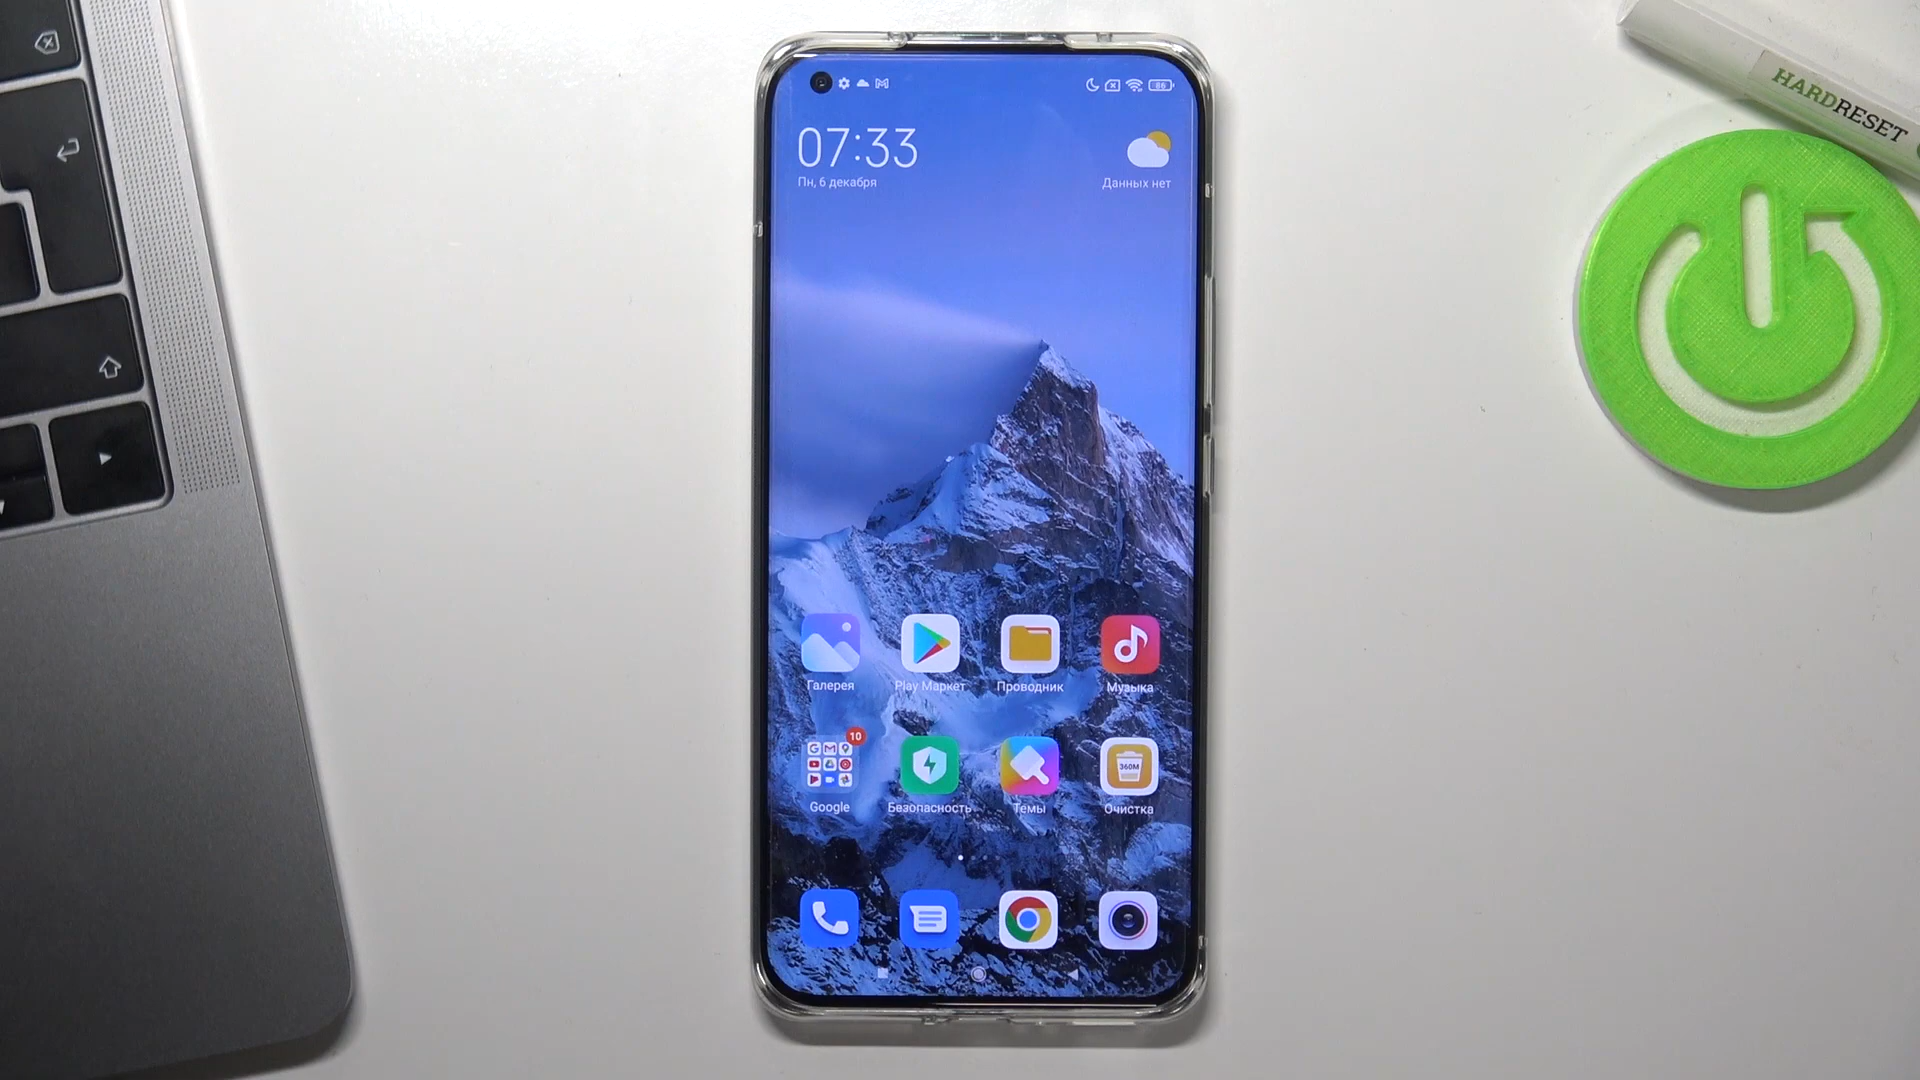 86
07:33
Пн, 6 декабря
Данных нет
Галерея
Play Маркет
Проводник
Музыка
10
360M
Google
Безопасность
Темы
Очистка
HARDRESET